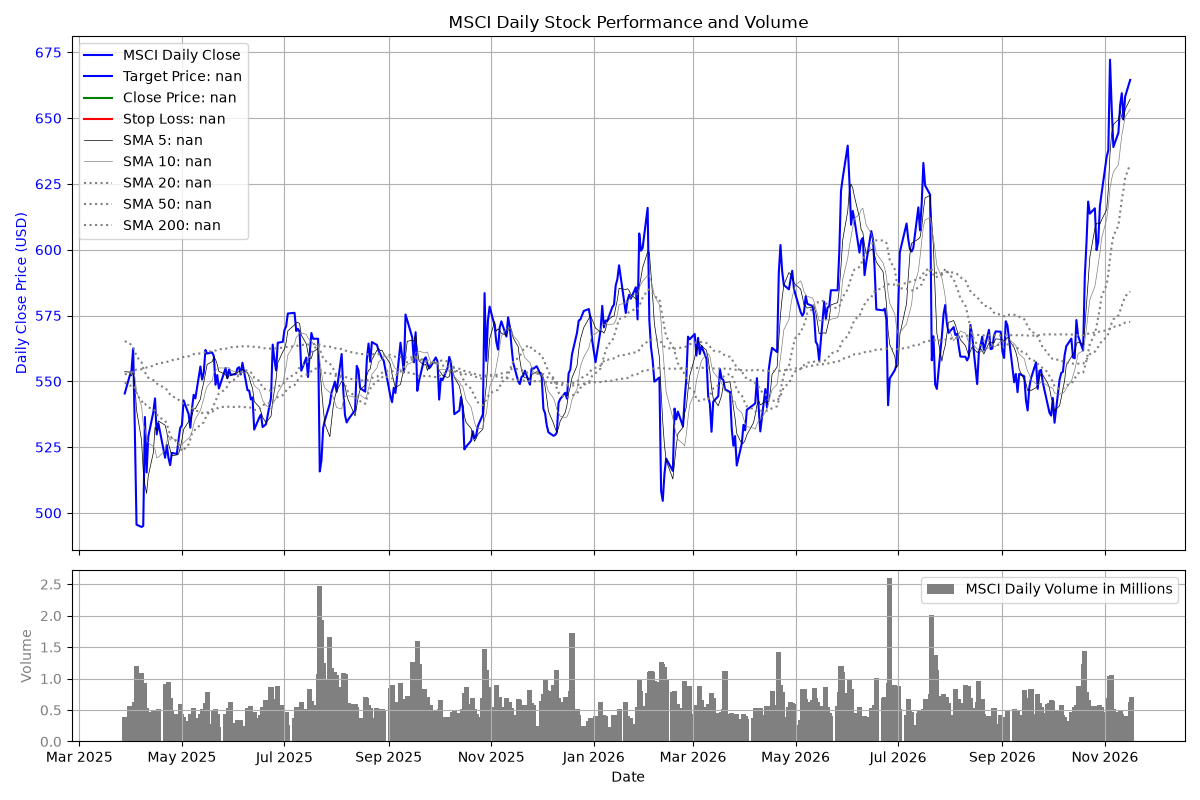 MSCI Daily Stock Performance and Volume
675
650
625
600
575
550
525
500
Daily Close Price (USD)
MSCI Daily Close
Target Price: nan
Close Price: nan
Stop Loss: nan
SMA 5: nan
SMA 10: nan
SMA 20: nan
SMA 50: nan
SMA 200: nan
2.5
2.0
1.5
1.0
0.5
0.0
Volume
MSCI Daily Volume in Millions
Mar 2025 May 2025 Jul 2025 Sep 2025 Nov 2025 Jan 2026 Mar 2026 May 2026 Jul 2026 Sep 2026 Nov 2026
Date